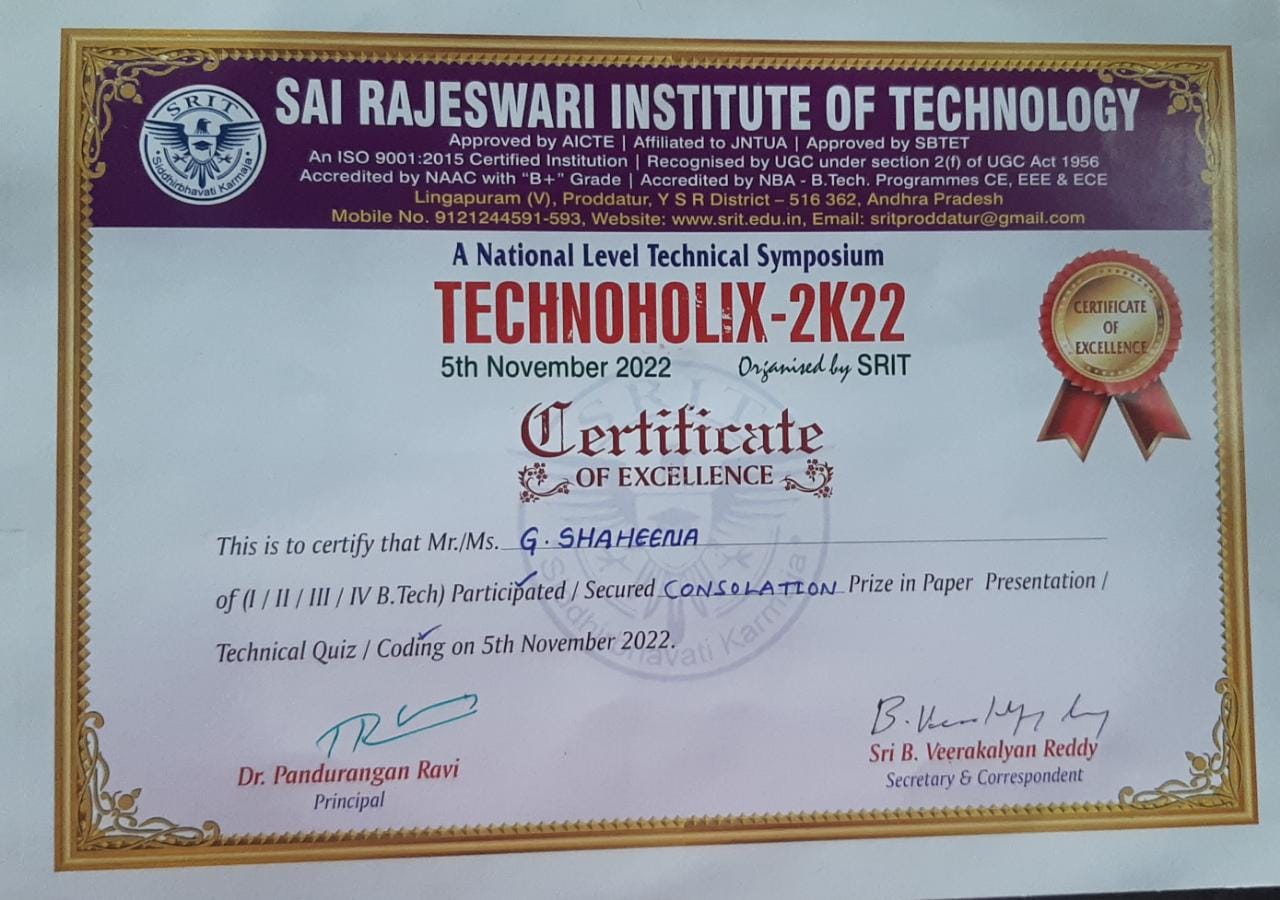 SRIT
Siddhirbhavati Karmaja
SAI RAJESWARI INSTITUTE OF TECHNOLOGY
Approved by AICTE | Affiliated to JNTUA | Approved by SBTET
An ISO 9001:2015 Certified Institution | Recognised by UGC under section 2(f) of UGC Act 1956
Accredited by NAAC with “B+” Grade | Accredited by NBA - B.Tech. Programmes CE, EEE & ECE
Lingapuram (V), Proddatur, Y S R District – 516 362, Andhra Pradesh
Mobile No. 9121244591-593, Website: www.srit.edu.in, Email: sritproddatur@gmail.com
A National Level Technical Symposium
TECHNOHOLIX-2K22
5th November 2022 Organised by SRIT
CERTIFICATE
OF
EXCELLENCE
Certificate
OF EXCELLENCE
SRIT
Siddhirbhavati Karmaja
This is to certify that Mr./Ms. G. SHAHEENA
of (I / II / III / IV B.Tech) Participated / Secured CONSOLATION Prize in Paper Presentation /
Technical Quiz / Coding on 5th November 2022.
Dr. Pandurangan Ravi
Principal
Sri B. Veerakalyan Reddy
Secretary & Correspondent